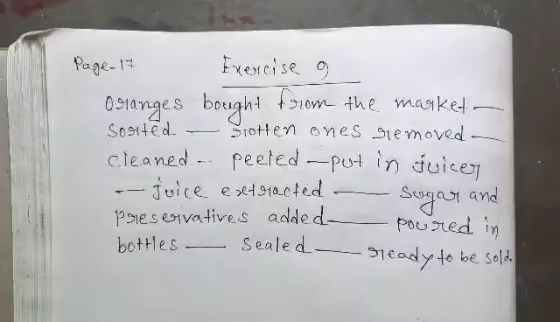 Page-17 Exercise 9
Oranges bought from the market —
Sorted — rotten ones removed —
cleaned - peeled — put in juicer
— juice extracted — sugar and
preservatives added — poured in
bottles — sealed — ready to be sold.